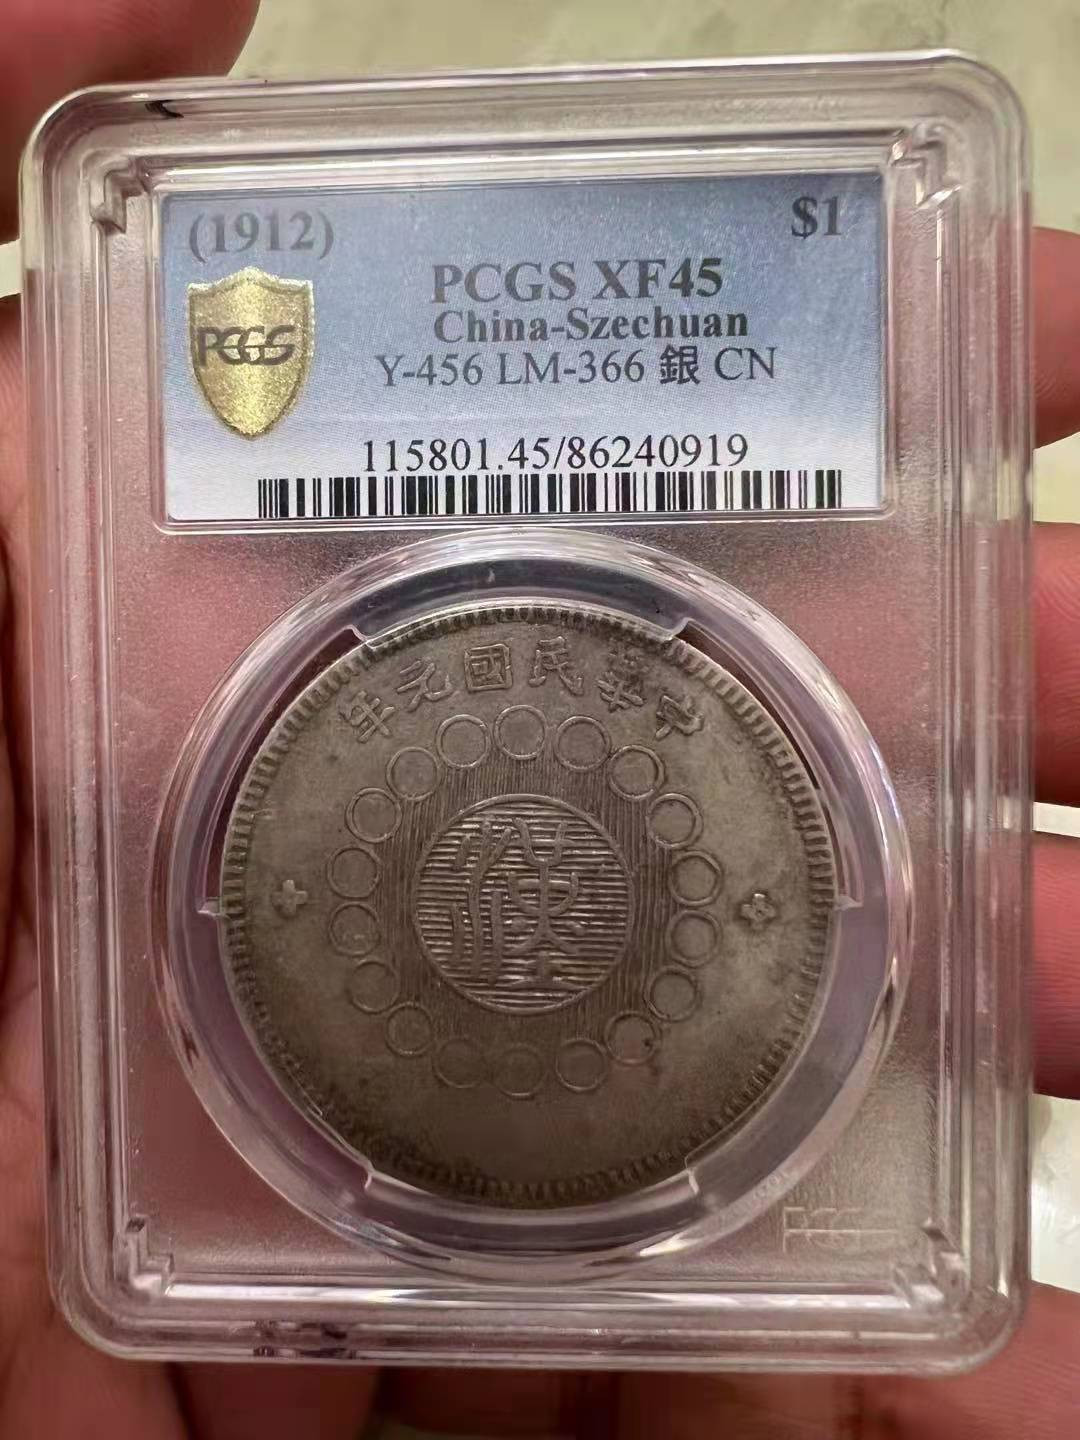 (1912)
$1
PCGS XF45
China-Szechuan
PCGS
Y-456 LM-366 銀 CN
115801.45/86240919
年元國民華中
漢
PCGS